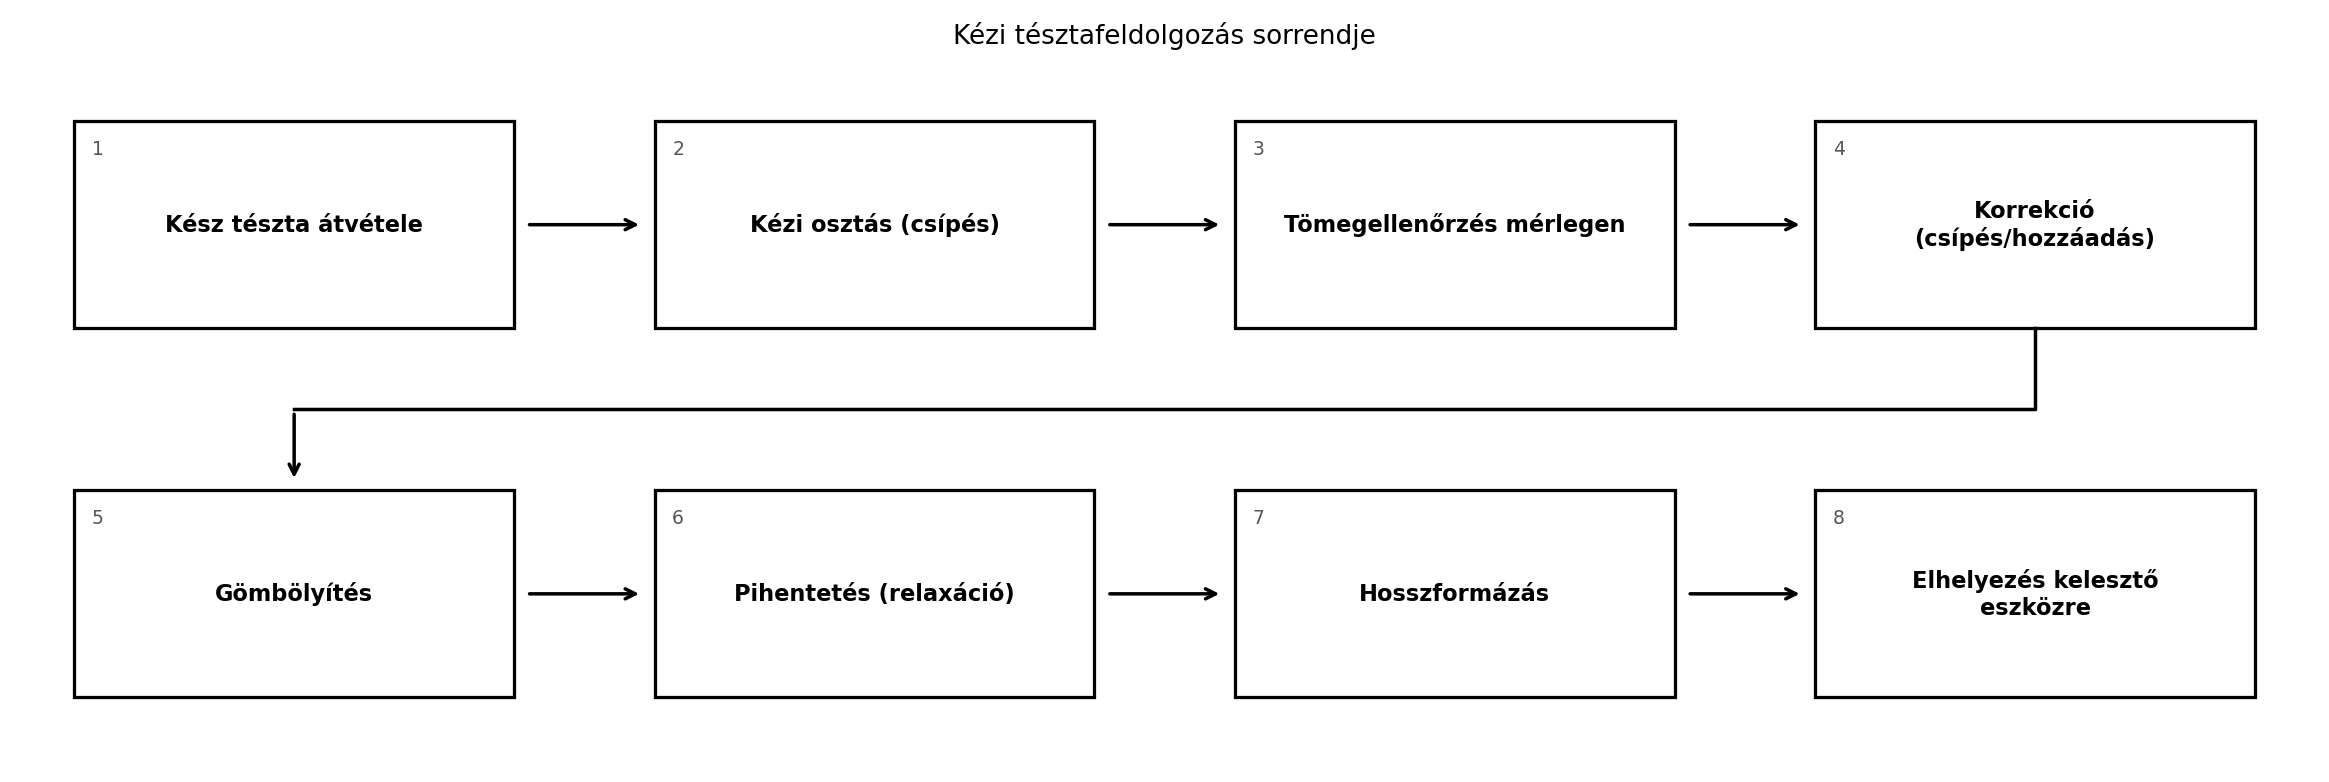 Kézi tésztafeldolgozás sorrendje
1
Kész tészta átvétele
2
Kézi osztás (csípés)
3
Tömegellenőrzés mérlegen
4
Korrekció
(csípés/hozzáadás)
5
Gömbölyítés
6
Pihentetés (relaxáció)
7
Hosszformázás
8
Elhelyezés kelesztő
eszközre